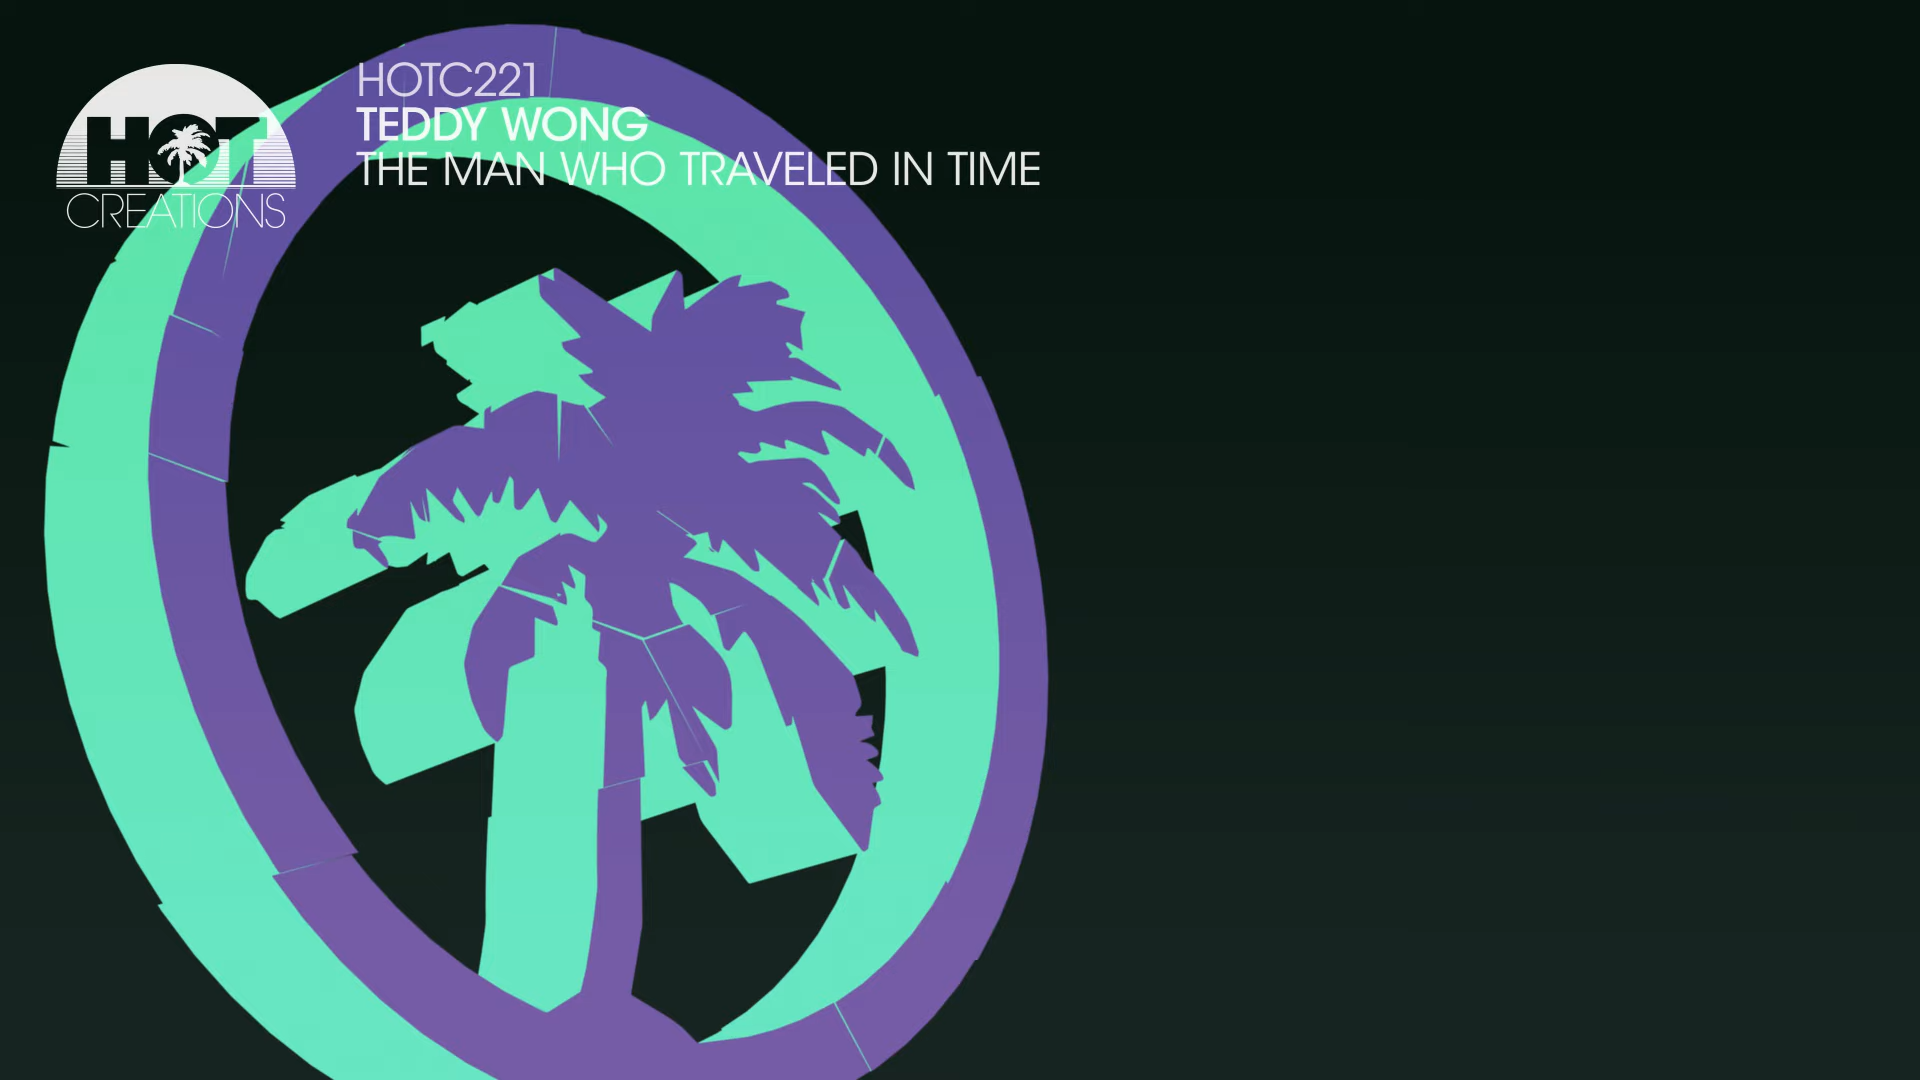 HOT
CREATIONS
HOTC221
TEDDY WONG
THE MAN WHO TRAVELED IN TIME